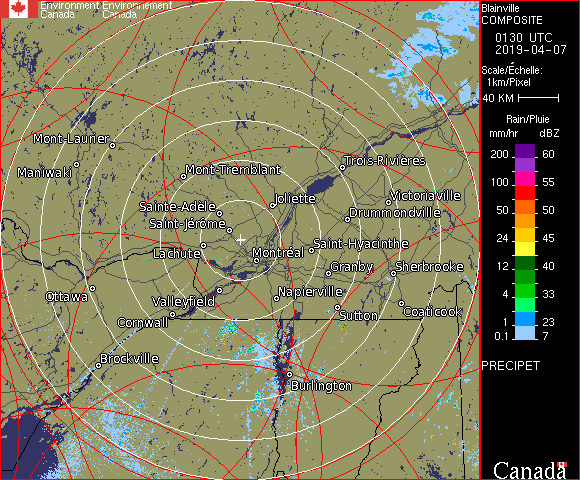 Environment Environnement
Canada Canada
Blainville
COMPOSITE
0130 UTC
2019-04-07
Scale/Échelle:
1km/Pixel
40 KM
Rain/Pluie
mm/hr dBZ
200 60
150 57
100 55
50 50
24 45
12 40
4 33
1 23
0.1 7
PRECIPET
Canada
Mont-Laurier
Maniwaki
Mont-Tremblant
Trois-Rivières
Joliette
Victoriaville
Sainte-Adèle
Drummondville
Saint-Jérôme
Lachute
Montréal
Saint-Hyacinthe
Granby
Sherbrooke
Ottawa
Valleyfield
Napierville
Cornwall
Sutton
Coaticook
Brockville
Burlington